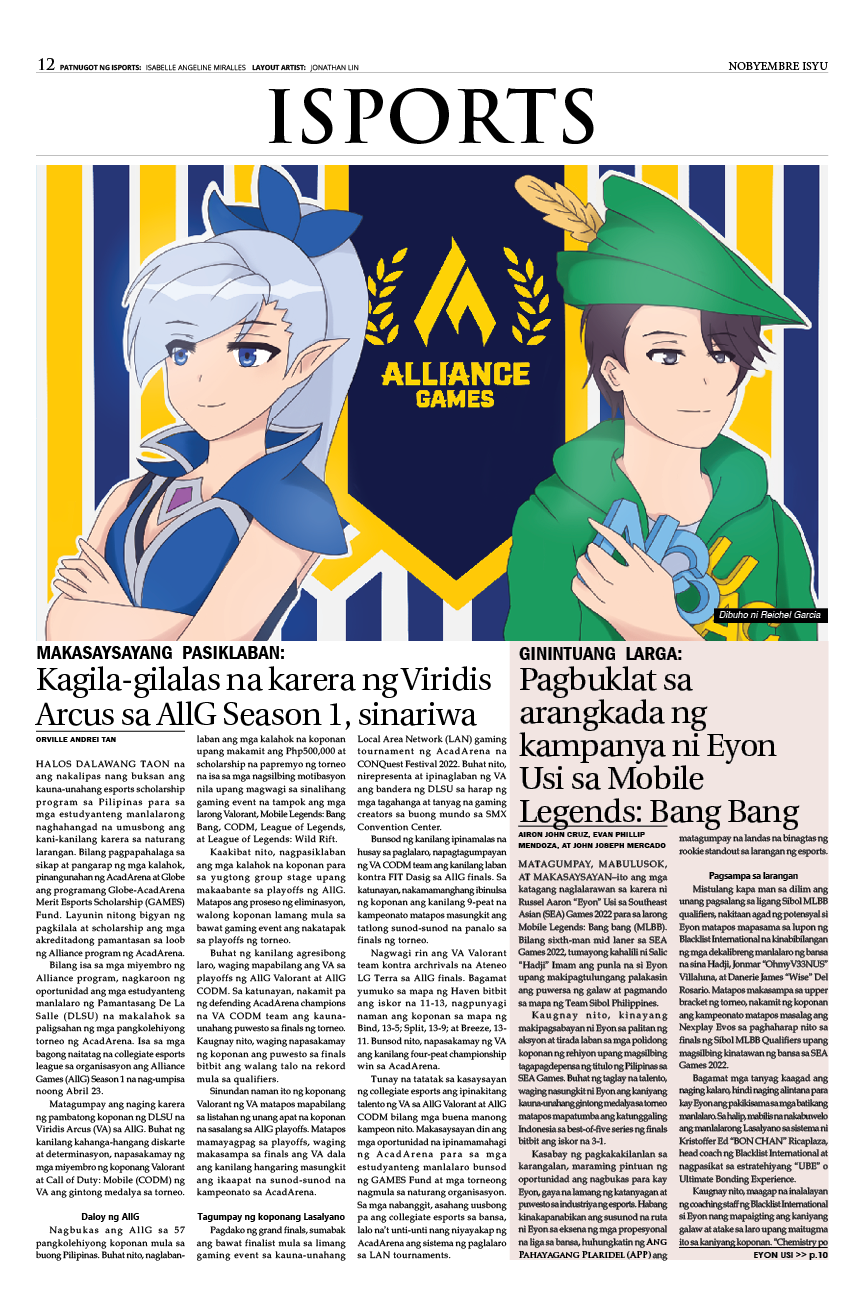 12 PATNUGOT NG ISPORTS: ISABELLE ANGELINE MIRALLES LAYOUT ARTIST: JONATHAN LIN
NOBYEMBRE ISYU
ISPORTS
ALLIANCE
GAMES
Dibuho ni Reichel Garcia
MAKASAYSAYANG PASIKLABAN:
Kagila-gilalas na karera ng Viridis
Arcus sa AllG Season 1, sinariwa
ORVILLE ANDREI TAN
HALOS DALAWANG TAON na
ang nakalipas nang buksan ang
kauna-unahang esports scholarship
program sa Pilipinas para sa
mga estudyanteng manlalarong
naghahangad na umusbong ang
kani-kanilang karera sa naturang
larangan. Bilang pagpapahalaga sa
sikap at pangarap ng mga kalahok,
pinangunahan ng AcadArena at Globe
ang programang Globe-AcadArena
Merit Esports Scholarship (GAMES)
Fund. Layunin nitong bigyan ng
pagkilala at scholarship ang mga
akreditadong pamantasan sa loob
ng Alliance program ng AcadArena.
Bilang isa sa mga miyembro ng
Alliance program, nagkaroon ng
oportunidad ang mga estudyanteng
manlalaro ng Pamantasang De La
Salle (DLSU) na makalahok sa
paligsahan ng mga pangkolehiyong
torneo ng AcadArena. Isa sa mga
bagong naitatag na collegiate esports
league sa organisasyon ang Alliance
Games (AllG) Season 1 na nag-umpisa
noong Abril 23.
Matagumpay ang naging karera
ng pambatong koponan ng DLSU na
Viridis Arcus (VA) sa AllG. Buhat ng
kanilang kahanga-hangang diskarte
at determinasyon, napasakamay ng
mga miyembro ng koponang Valorant
at Call of Duty: Mobile (CODM) ng
VA ang gintong medalya sa torneo.
Daloy ng AllG
Nagbukas ang AllG sa 57
pangkolehiyong koponan mula sa
buong Pilipinas. Buhat nito, naglaban-
laban ang mga kalahok na koponan
upang makamit ang Php500,000 at
scholarship na papremyo ng torneo
na isa sa mga nagsilbing motibasyon
nila upang magwagi sa sinalihang
gaming event na tampok ang mga
larong Valorant, Mobile Legends: Bang
Bang, CODM, League of Legends,
at League of Legends: Wild Rift.
Kaakibat nito, nagpasiklaban
ang mga kalahok na koponan para
sa yugtong group stage upang
makaabante sa playoffs ng AllG.
Matapos ang proseso ng eliminasyon,
walong koponan lamang mula sa
bawat gaming event ang nakatapak
sa playoffs ng torneo.
Buhat ng kanilang agresibong
laro, waging mapabilang ang VA sa
playoffs ng AllG Valorant at AllG
CODM. Sa katunayan, nakamit pa
ng defending AcadArena champions
na VA CODM team ang kauna-
unahang puwesto sa finals ng torneo.
Kaugnay nito, waging napasakamay
ng koponan ang puwesto sa finals
bitbit ang walang talo na rekord
mula sa qualifiers.
Sinundan naman ito ng koponang
Valorant ng VA matapos mapabilang
sa listahan ng unang apat na koponan
na sasalang sa AllG playoffs. Matapos
mamayagpag sa playoffs, waging
makasampa sa finals ang VA dala
ang kanilang hangaring masungkit
ang ikaapat na sunod-sunod na
kampeonato sa AcadArena.
Tagumpay ng koponang Lasalyano
Pagdako ng grand finals, sumabak
ang bawat finalist mula sa limang
gaming event sa kauna-unahang
Local Area Network (LAN) gaming
tournament ng AcadArena na
CONQuest Festival 2022. Buhat nito,
nirepresenta at ipinaglaban ng VA
ang bandera ng DLSU sa harap ng
mga tagahanga at tanyag na gaming
creators sa buong mundo sa SMX
Convention Center.
Bunsod ng kanilang ipinamalas na
husay sa paglalaro, napagtagumpayan
ng VA CODM team ang kanilang laban
kontra FIT Dasig sa AllG finals. Sa
katunayan, nakamamanghang ibinulsa
ng koponan ang kanilang 9-peat na
kampeonato matapos masungkit ang
tatlong sunod-sunod na panalo sa
finals ng torneo.
Nagwagi rin ang VA Valorant
team kontra archrivals na Ateneo
LG Terra sa AllG finals. Bagamat
yumuko sa mapa ng Haven bitbit
ang iskor na 11-13, nagpunyagi
naman ang koponan sa mapa ng
Bind, 13-5; Split, 13-9; at Breeze, 13-
11. Bunsod nito, napasakamay ng VA
ang kanilang four-peat championship
win sa AcadArena.
Tunay na tatatak sa kasaysayan
ng collegiate esports ang ipinakitang
talento ng VA sa AllG Valorant at AllG
CODM bilang mga buena manong
kampeon nito. Makasaysayan din ang
mga oportunidad na ipinamamahagi
ng AcadArena para sa mga
estudyanteng manlalaro bunsod
ng GAMES Fund at mga torneong
nagmula sa naturang organisasyon.
Sa mga nabanggit, asahang uusbong
pa ang collegiate esports sa bansa,
lalo na't unti-unti nang niyayakap ng
AcadArena ang sistema ng paglalaro
sa LAN tournaments.
GININTUANG LARGA:
Pagbuklat sa
arangkada ng
kampanya ni Eyon
Usi sa Mobile
Legends: Bang Bang
AIRON JOHN CRUZ, EVAN PHILLIP
MENDOZA, AT JOHN JOSEPH MERCADO
MATAGUMPAY, MABULUSOK,
AT MAKASAYSAYAN–ito ang mga
katagang naglalarawan sa karera ni
Russel Aaron "Eyon" Usi sa Southeast
Asian (SEA) Games 2022 para sa larong
Mobile Legends: Bang bang (MLBB).
Bilang sixth-man mid laner sa SEA
Games 2022, tumayong kahalili ni Salic
"Hadji" Imam ang punla na si Eyon
upang makipagtulungang palakasin
ang puwersa ng galaw at pagmando
sa mapa ng Team Sibol Philippines.
Kaugnay nito, kinayang
makipagsabayan ni Eyon sa palitan ng
aksyon at tirada laban sa mga polidong
koponan ng rehiyon upang magsilbing
tagapagdepensa ng titulo ng Pilipinas sa
SEA Games. Buhat ng taglay na talento,
waging nasungkit ni Eyon ang kaniyang
kauna-unahang gintong medalya sa torneo
matapos mapatumba ang katunggaling
Indonesia sa best-of-five series ng finals
bitbit ang iskor na 3-1.
Kasabay ng pagkakakilanlan sa
karangalan, maraming pintuan ng
oportunidad ang nagbukas para kay
Eyon, gaya na lamang ng katanyagan at
puwesto sa industriya ng esports. Habang
kinakapanabikan ang susunod na ruta
ni Eyon sa eksena ng mga propesyonal
na liga sa bansa, huhungkatin ng ANG
PAHAYAGANG PLARIDEL (APP) ang
matagumpay na landas na binagtas ng
rookie standout sa larangan ng esports.
Pagsampa sa larangan
Mistulang kapa man sa dilim ang
unang pagsalang sa ligang Sibol MLBB
qualifiers, nakitaan agad ng potensyal si
Eyon matapos mapasama sa lupon ng
Blacklist International na kinabibilangan
ng mga dekalibreng manlalaro ng bansa
na sina Hadji, Jonmar "OhmyV33NUS"
Villaluna, at Danerie James "Wise" Del
Rosario. Matapos makasampa sa upper
bracket ng torneo, nakamit ng koponan
ang kampeonato matapos masalag ang
Nexplay Evos sa paghaharap nito sa
finals ng Sibol MLBB Qualifiers upang
magsilbing kinatawan ng bansa sa SEA
Games 2022.
Bagamat mga tanyag kaagad ang
naging kalaro, hindi naging alintana para
kay Eyon ang pakikisama sa mga batikang
manlalaro. Sa halip, mabilis na nakabuwelo
ang manlalarong Lasalyano sa sistema ni
Kristoffer Ed "BON CHAN" Ricaplaza,
head coach ng Blacklist International at
nagpasikat sa estratehiyang "UBE" o
Ultimate Bonding Experience.
Kaugnay nito, maagap na inalalayan
ng coaching staff ng Blacklist International
si Eyon nang mapaigting ang kaniyang
galaw at atake sa laro upang maitugma
ito sa kaniyang koponan. "Chemistry po
EYON USI >> p.10